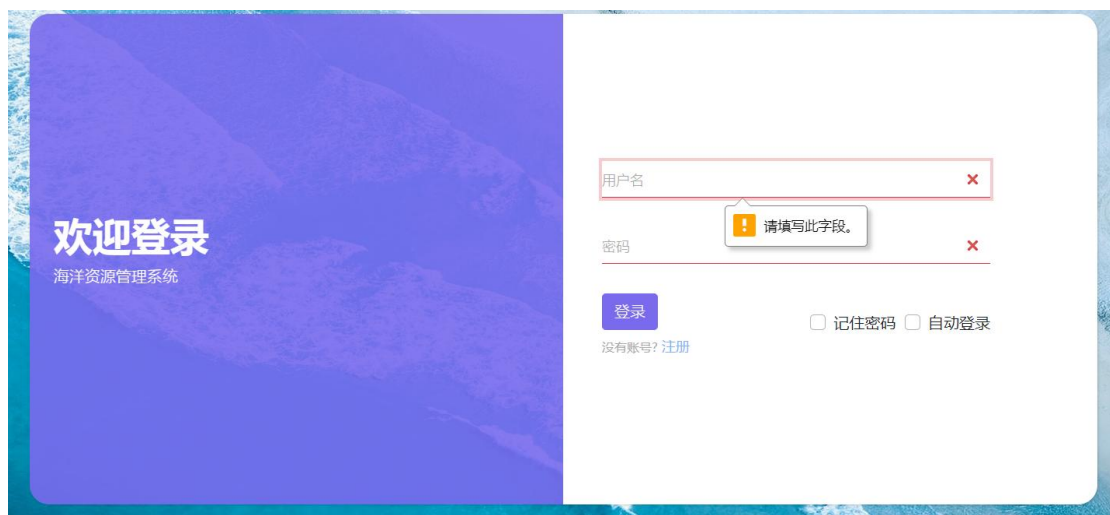 欢迎登录
海洋资源管理系统
用户名
请填写此字段。
密码
登录
记住密码 自动登录
没有账号? 注册